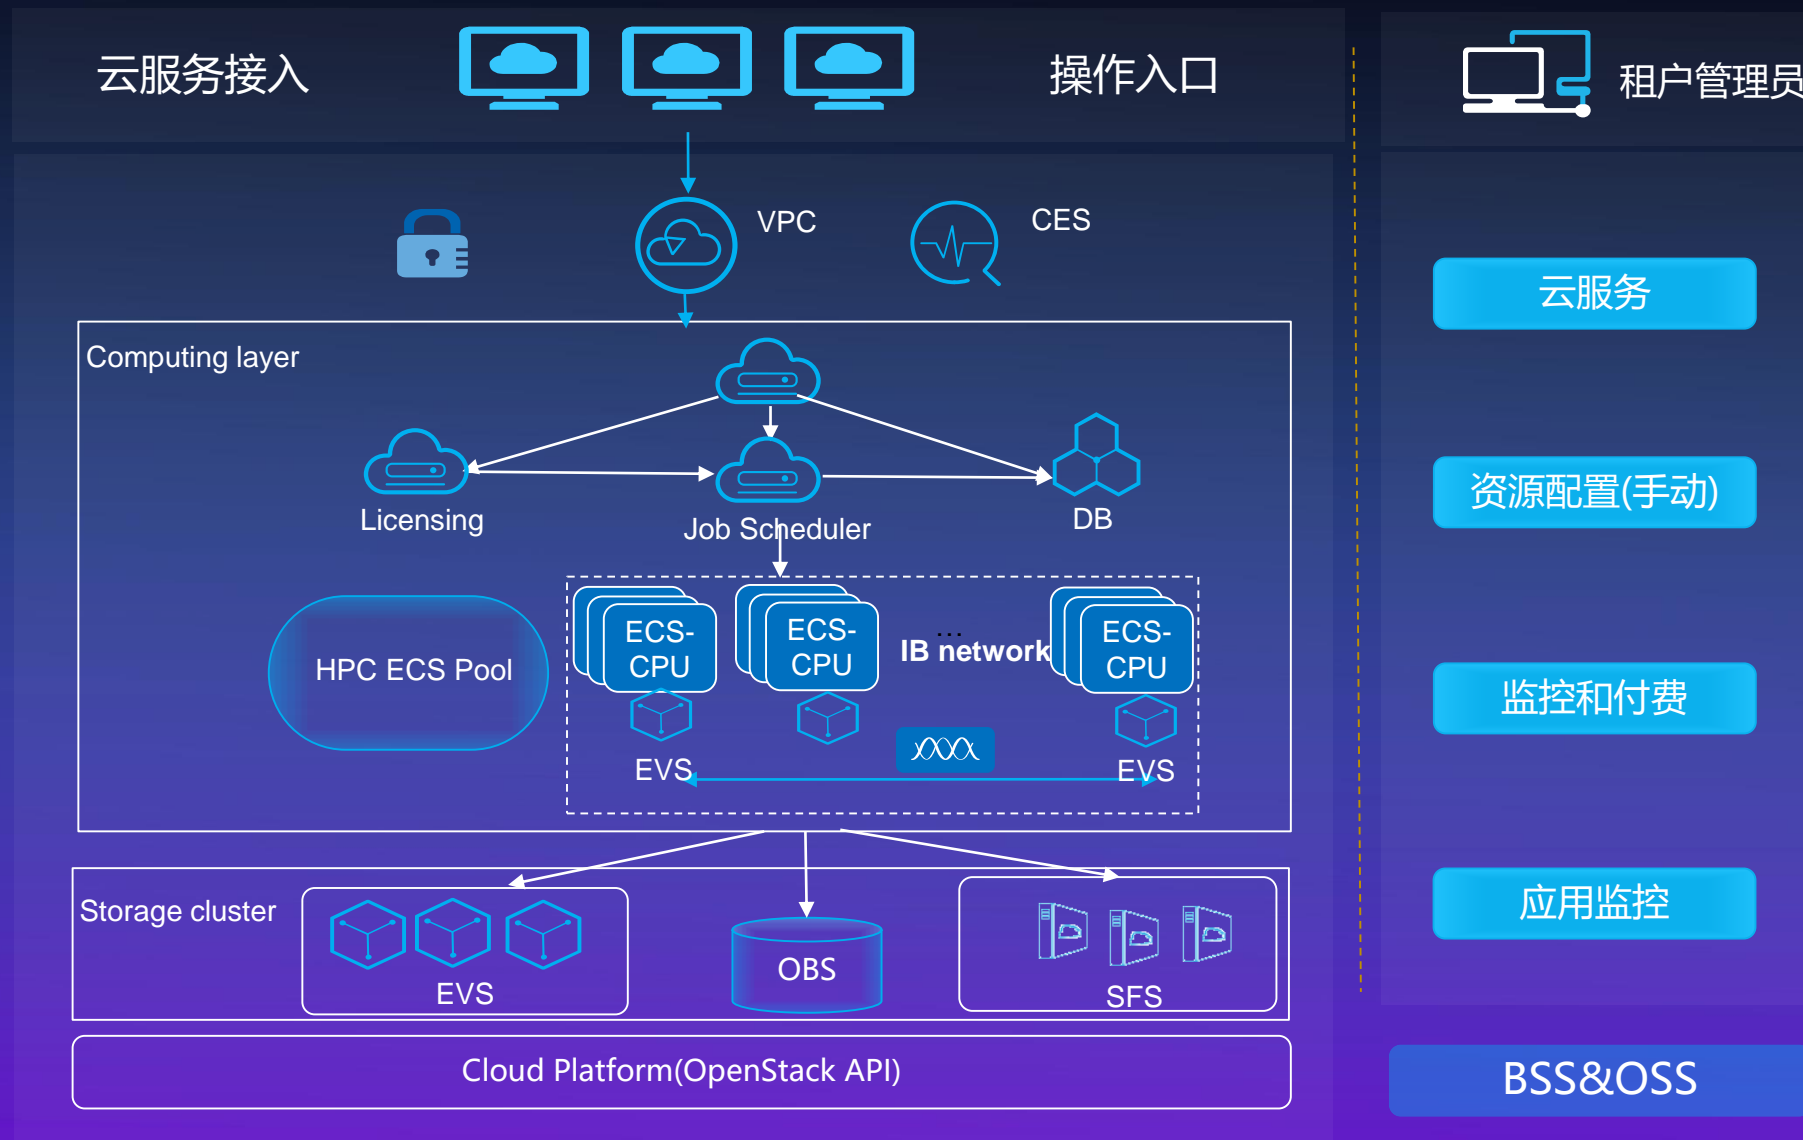 云服务接入
操作入口
租户管理员
VPC
CES
云服务
Computing layer
Licensing
Job Scheduler
DB
资源配置(手动)
HPC ECS Pool
ECS-
CPU
ECS-
CPU
...
IB network
ECS-
CPU
EVS
EVS
监控和付费
Storage cluster
EVS
OBS
SFS
应用监控
Cloud Platform(OpenStack API)
BSS&OSS